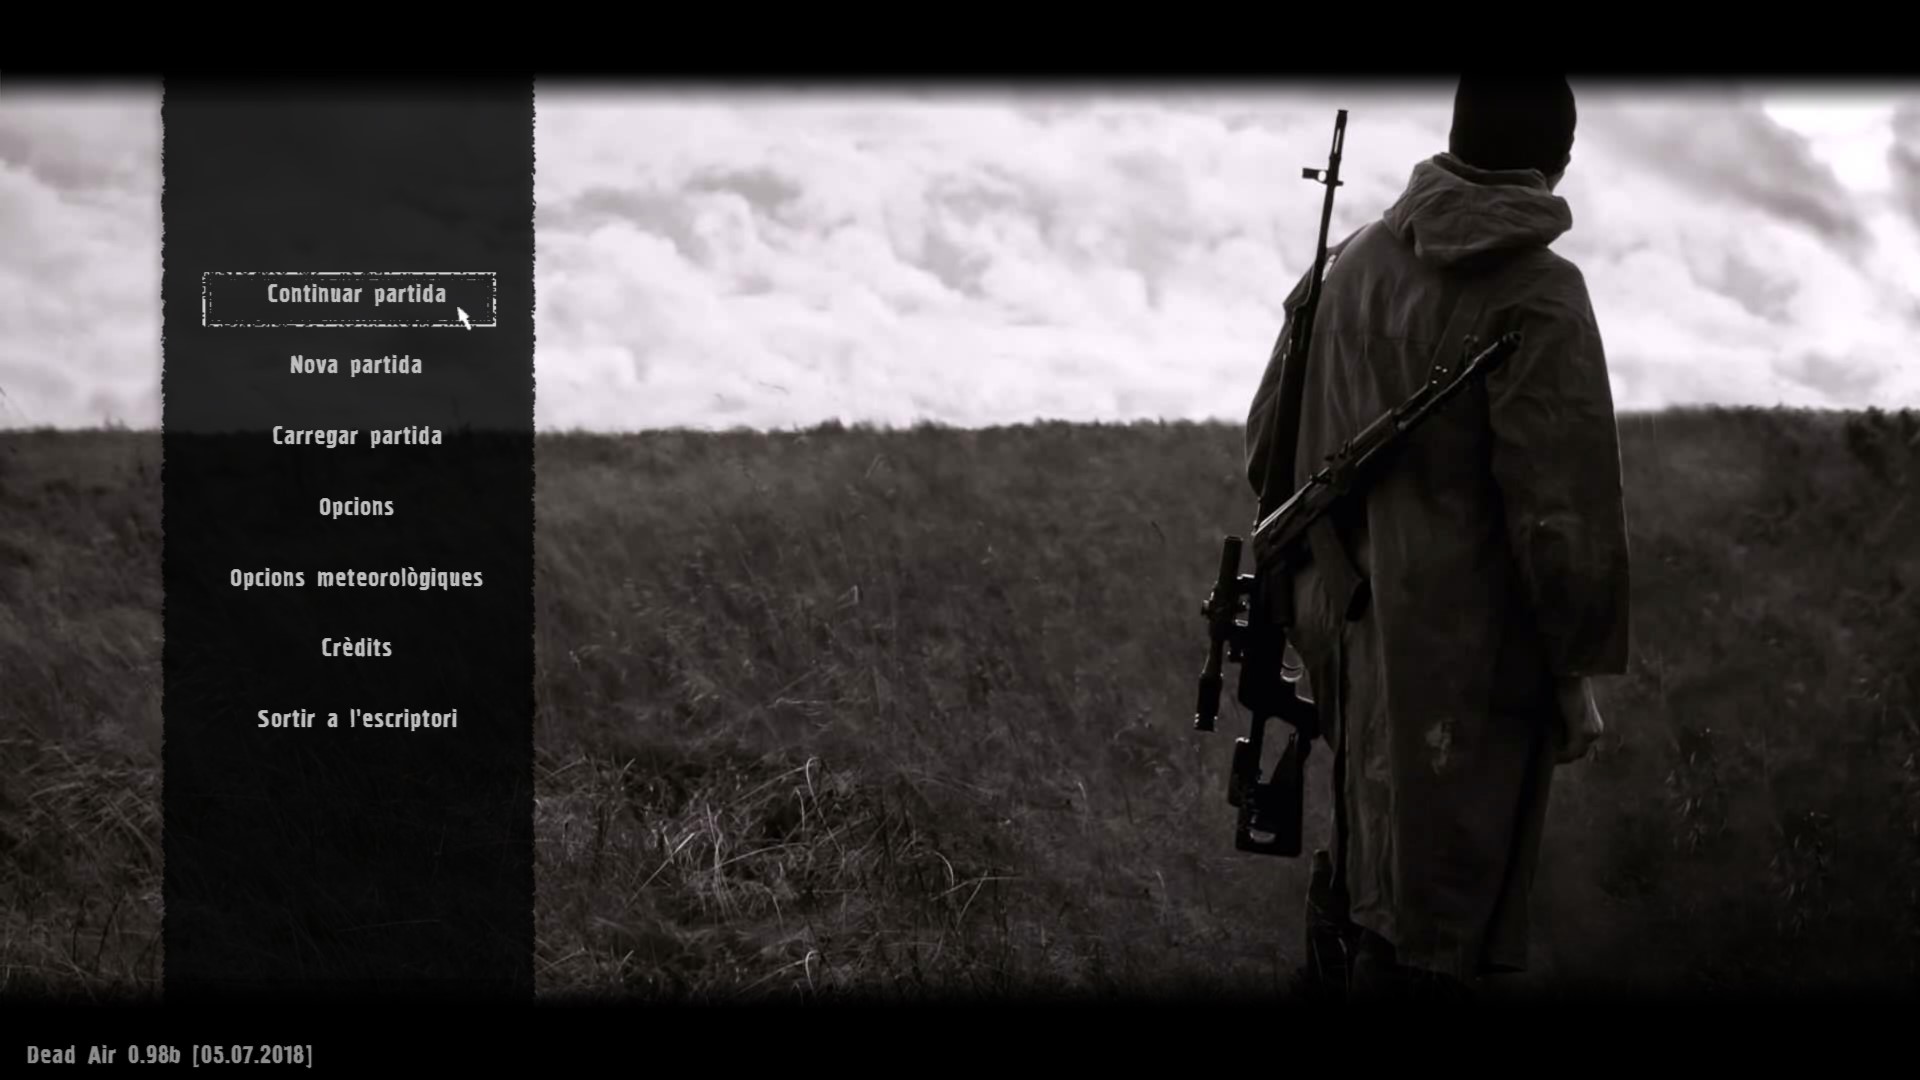 Continuar partida
Nova partida
Carregar partida
Opcions
Opcions meteorològiques
Crèdits
Sortir a l'escriptori
Dead Air 0.98b [05.07.2018]